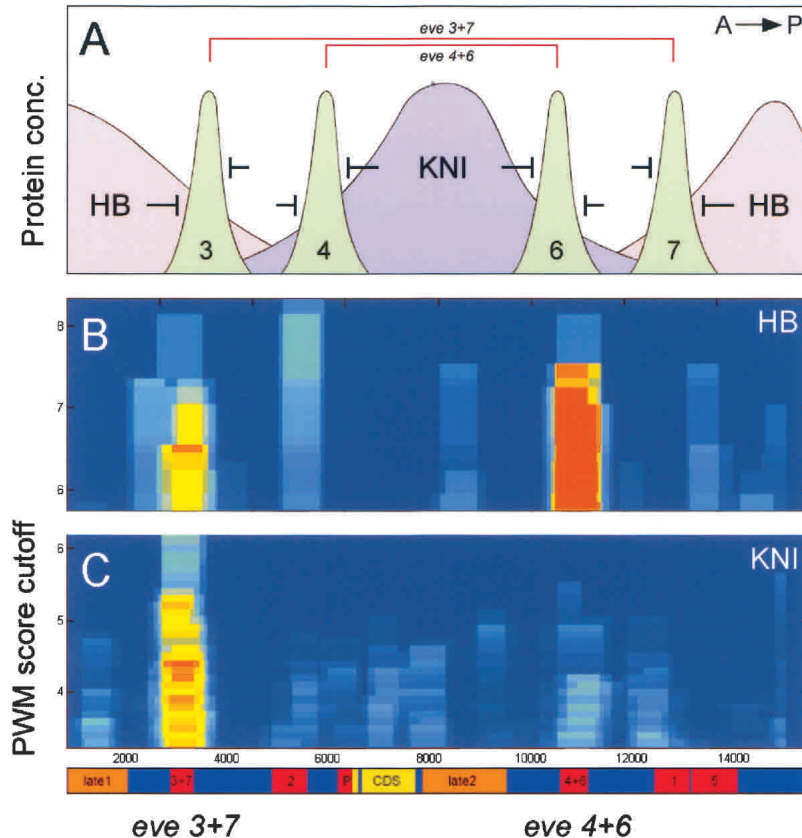 A
eve 3+7
eve 4+6
A P
Protein conc.
HB
KNI
HB
3
4
6
7
B
HB
8
7
6
C
KNI
6
5
4
PWM score cutoff
2000 4000 6000 8000 10000 12000 14000
late1 3+7 2 P CDS late2 4+6 1 5
eve 3+7
eve 4+6